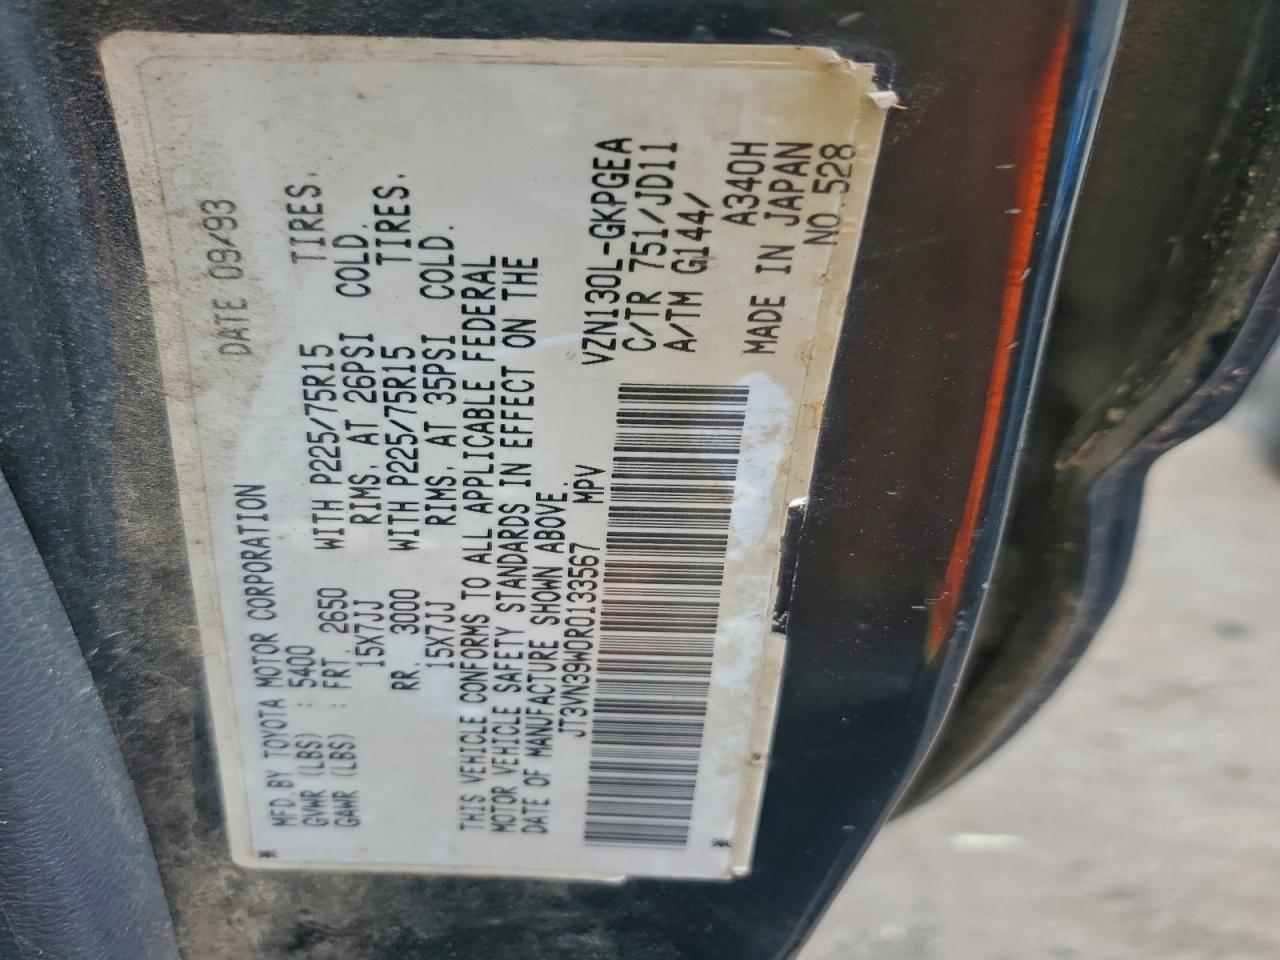 MFD BY TOYOTA MOTOR CORPORATION DATE 09/93
GVWR (LBS) : 5400
GAWR (LBS) : FRT. 2650 WITH P225/75R15 TIRES.
15X7JJ RIMS. AT 26PSI COLD.
RR. 3000 WITH P225/75R15 TIRES.
15X7JJ RIMS. AT 35PSI COLD.
THIS VEHICLE CONFORMS TO ALL APPLICABLE FEDERAL
MOTOR VEHICLE SAFETY STANDARDS IN EFFECT ON THE
DATE OF MANUFACTURE SHOWN ABOVE.
JT3VN39W0R0133567 MPV
VZN130L-GKPGEA
C/TR 751/JD11
A/TM G144/
A340H
MADE IN JAPAN
NO.528